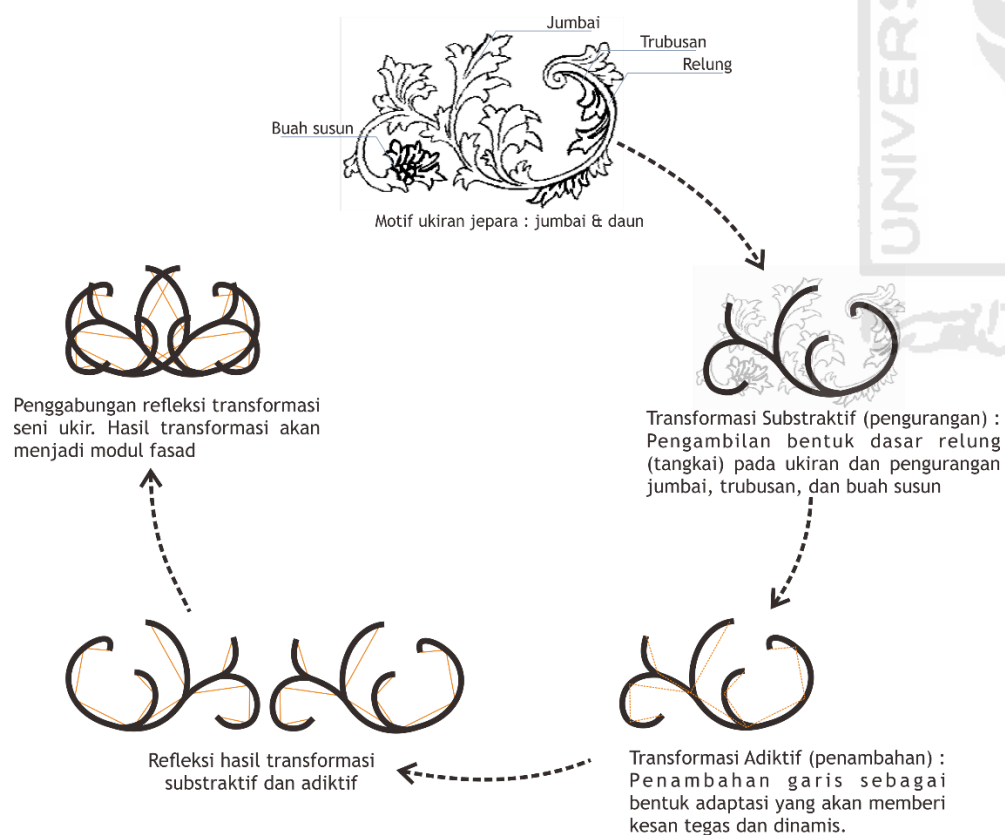 Jumbai
Trubusan
Relung
Buah susun
Motif ukiran jepara : jumbai & daun
Transformasi Substraktif (pengurangan) :
Pengambilan bentuk dasar relung
(tangkai) pada ukiran dan pengurangan
jumbai, trubusan, dan buah susun
Transformasi Adiktif (penambahan) :
Penambahan garis sebagai
bentuk adaptasi yang akan memberi
kesan tegas dan dinamis.
Refleksi hasil transformasi
substraktif dan adiktif
Penggabungan refleksi transformasi
seni ukir. Hasil transformasi akan
menjadi modul fasad
UNIVERS